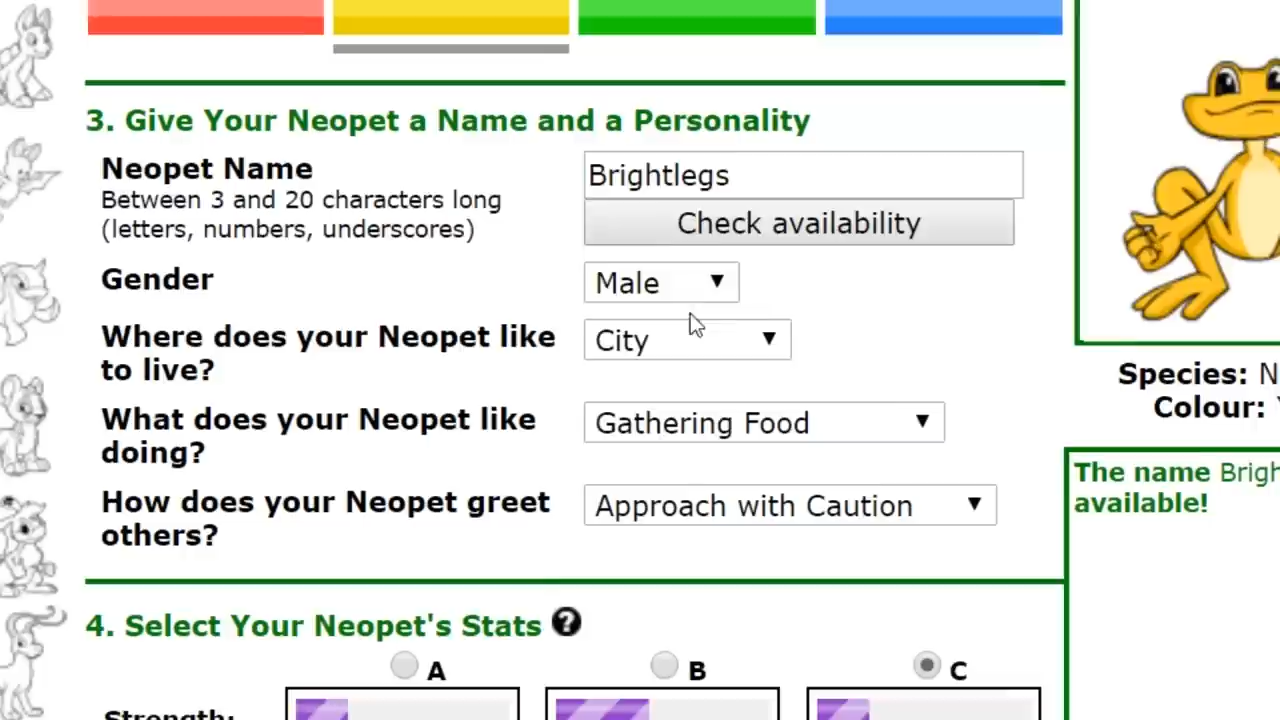 3. Give Your Neopet a Name and a Personality
Neopet Name
Between 3 and 20 characters long
(letters, numbers, underscores)
Brightlegs
Check availability
Gender
Male
Where does your Neopet like
to live?
City
What does your Neopet like
doing?
Gathering Food
How does your Neopet greet
others?
Approach with Caution
Species: N
Colour:
The name Brigh
available!
4. Select Your Neopet's Stats ?
A
B
C
Strength: